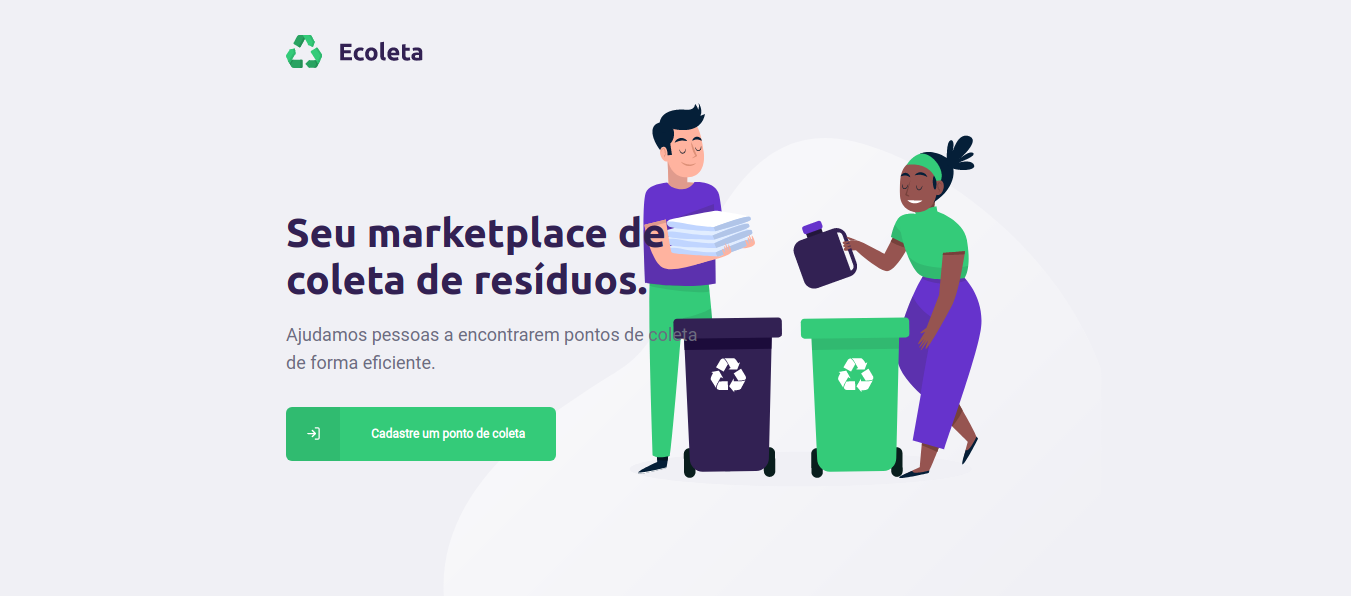 Ecoleta
Seu marketplace de
coleta de resíduos.
Ajudamos pessoas a encontrarem pontos de coleta
de forma eficiente.
Cadastre um ponto de coleta